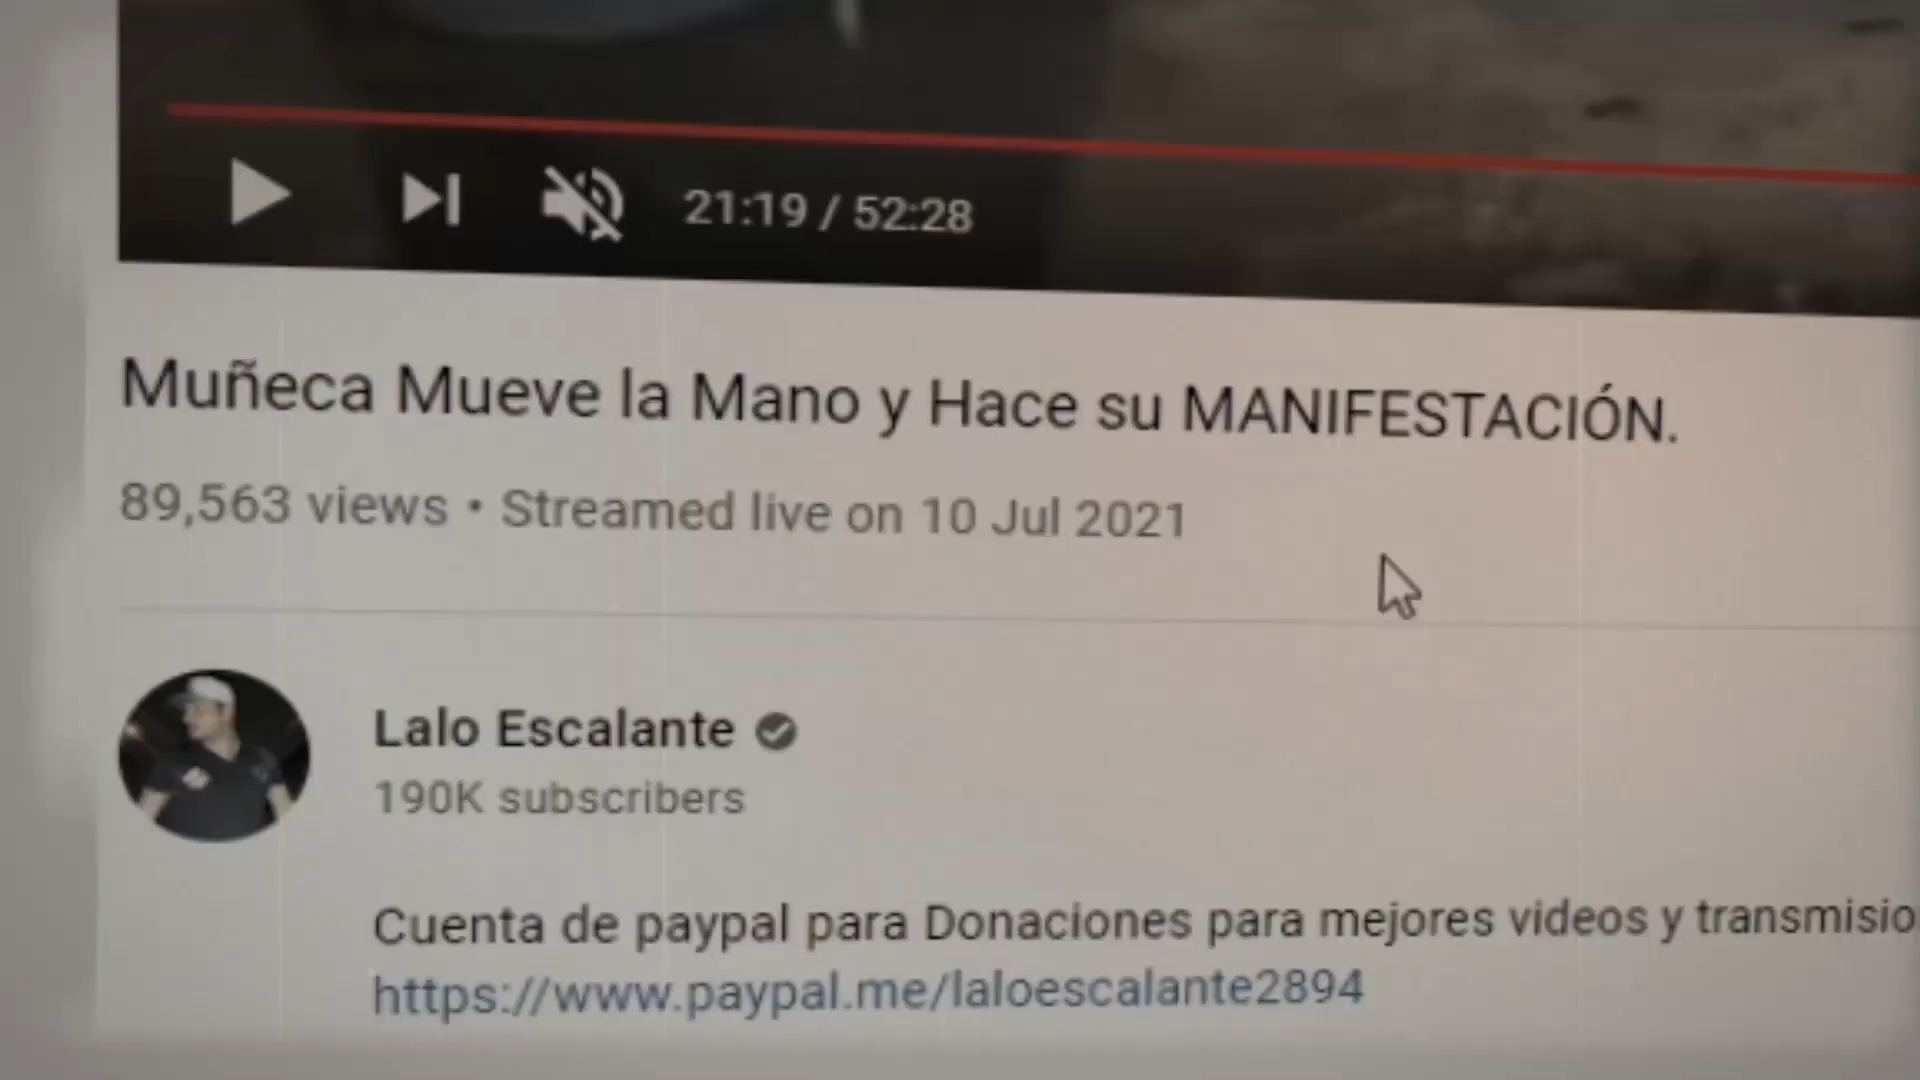 21:19 / 52:28
Muñeca Mueve la Mano y Hace su MANIFESTACIÓN.
89,563 views • Streamed live on 10 Jul 2021
Lalo Escalante
190K subscribers
Cuenta de paypal para Donaciones para mejores videos y transmisio
https://www.paypal.me/laloescalante2894